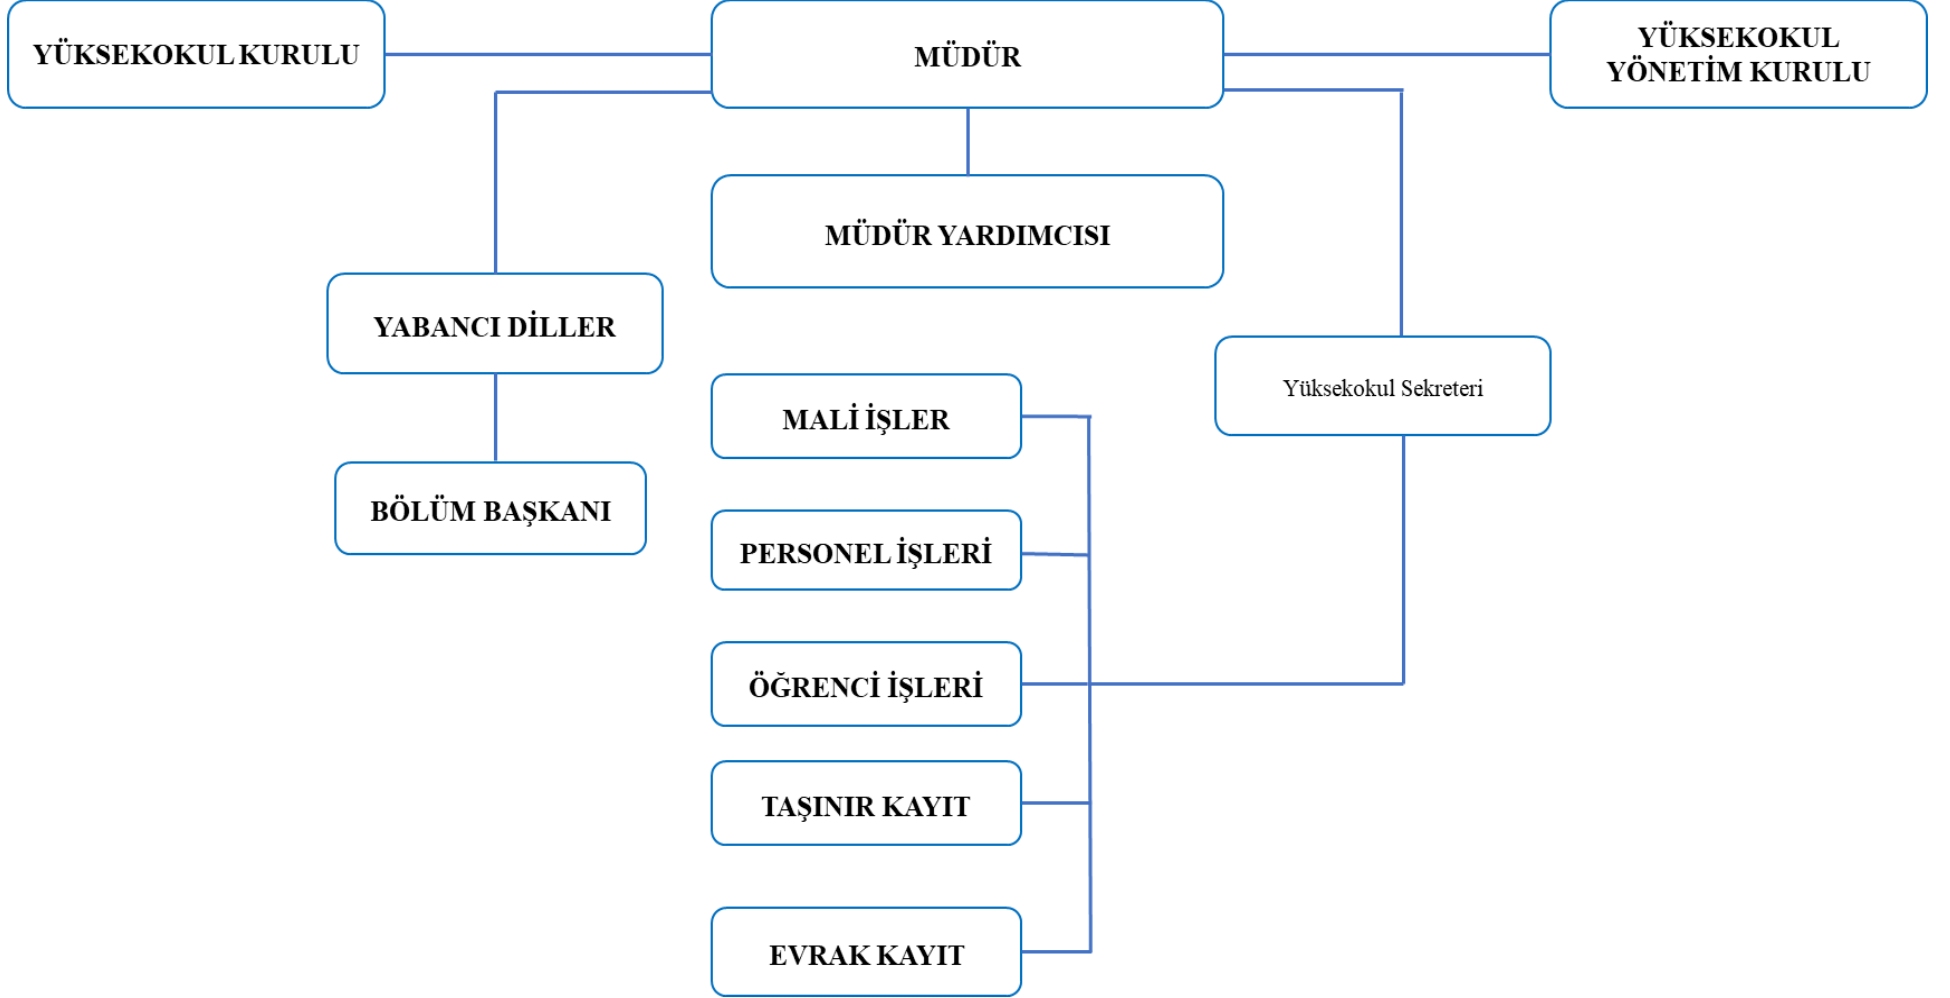 YÜKSEKOKUL KURULU
MÜDÜR
YÜKSEKOKUL
YÖNETİM KURULU
MÜDÜR YARDIMCISI
YABANCI DİLLER
Yüksekokul Sekreteri
MALİ İŞLER
BÖLÜM BAŞKANI
PERSONEL İŞLERİ
ÖĞRENCİ İŞLERİ
TAŞINIR KAYIT
EVRAK KAYIT